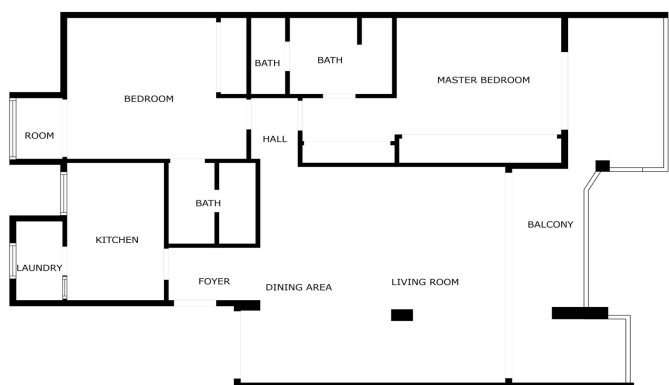 BATH
BATH
MASTER BEDROOM
BEDROOM
ROOM
HALL
BATH
BALCONY
KITCHEN
LAUNDRY
FOYER
DINING AREA
LIVING ROOM